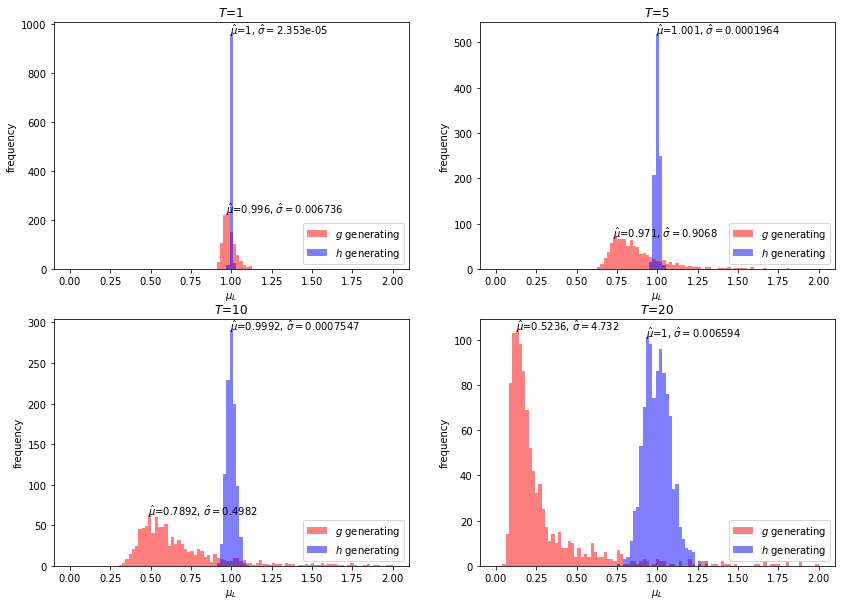 T=1
1000
800
600
400
200
0
frequency
μ̂=1, σ̂=2.353e-05
μ̂=0.996, σ̂=0.006736
g generating
h generating
0.00 0.25 0.50 0.75 1.00 1.25 1.50 1.75 2.00
μ_L
T=5
500
400
300
200
100
0
frequency
μ̂=1.001, σ̂=0.0001964
μ̂=0.971, σ̂=0.9068
g generating
h generating
0.00 0.25 0.50 0.75 1.00 1.25 1.50 1.75 2.00
μ_L
T=10
300
250
200
150
100
50
0
frequency
μ̂=0.9992, σ̂=0.0007547
μ̂=0.7892, σ̂=0.4982
g generating
h generating
0.00 0.25 0.50 0.75 1.00 1.25 1.50 1.75 2.00
μ_L
T=20
100
80
60
40
20
0
frequency
μ̂=0.5236, σ̂=4.732
μ̂=1, σ̂=0.006594
g generating
h generating
0.00 0.25 0.50 0.75 1.00 1.25 1.50 1.75 2.00
μ_L